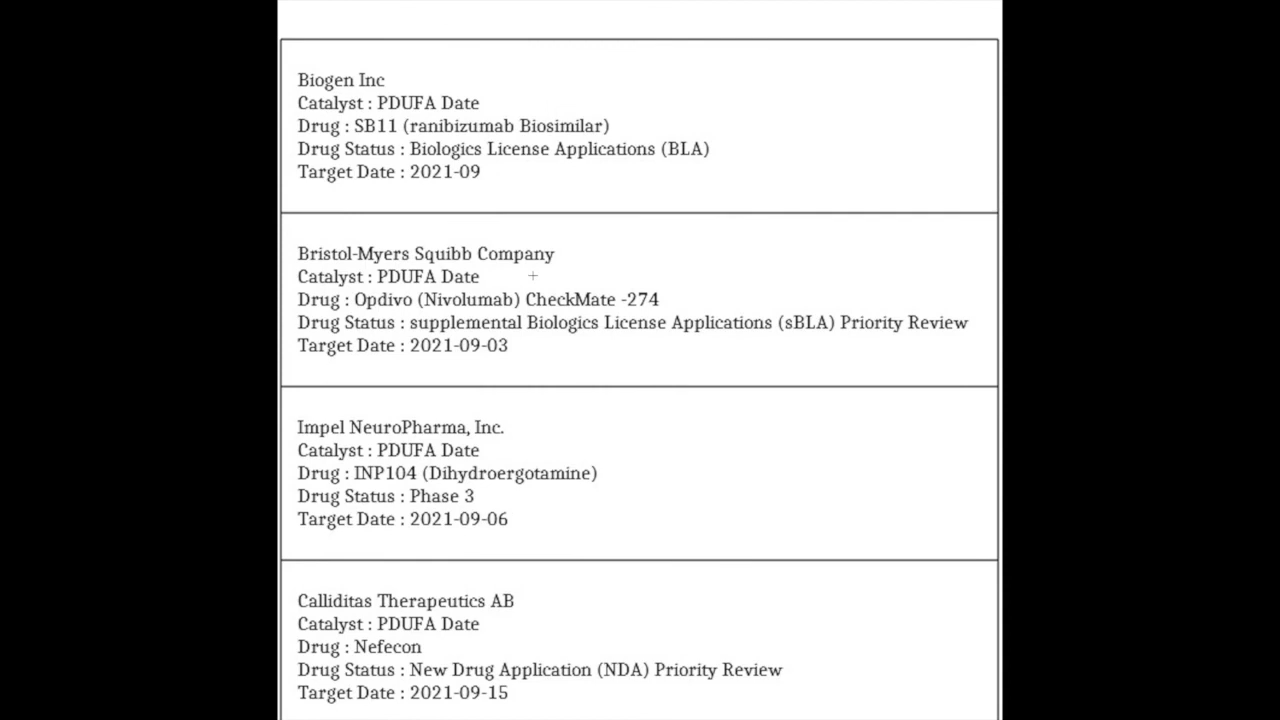 Biogen Inc
Catalyst : PDUFA Date
Drug : SB11 (ranibizumab Biosimilar)
Drug Status : Biologics License Applications (BLA)
Target Date : 2021-09
Bristol-Myers Squibb Company
Catalyst : PDUFA Date
Drug : Opdivo (Nivolumab) CheckMate -274
Drug Status : supplemental Biologics License Applications (sBLA) Priority Review
Target Date : 2021-09-03
Impel NeuroPharma, Inc.
Catalyst : PDUFA Date
Drug : INP104 (Dihydroergotamine)
Drug Status : Phase 3
Target Date : 2021-09-06
Calliditas Therapeutics AB
Catalyst : PDUFA Date
Drug : Nefecon
Drug Status : New Drug Application (NDA) Priority Review
Target Date : 2021-09-15